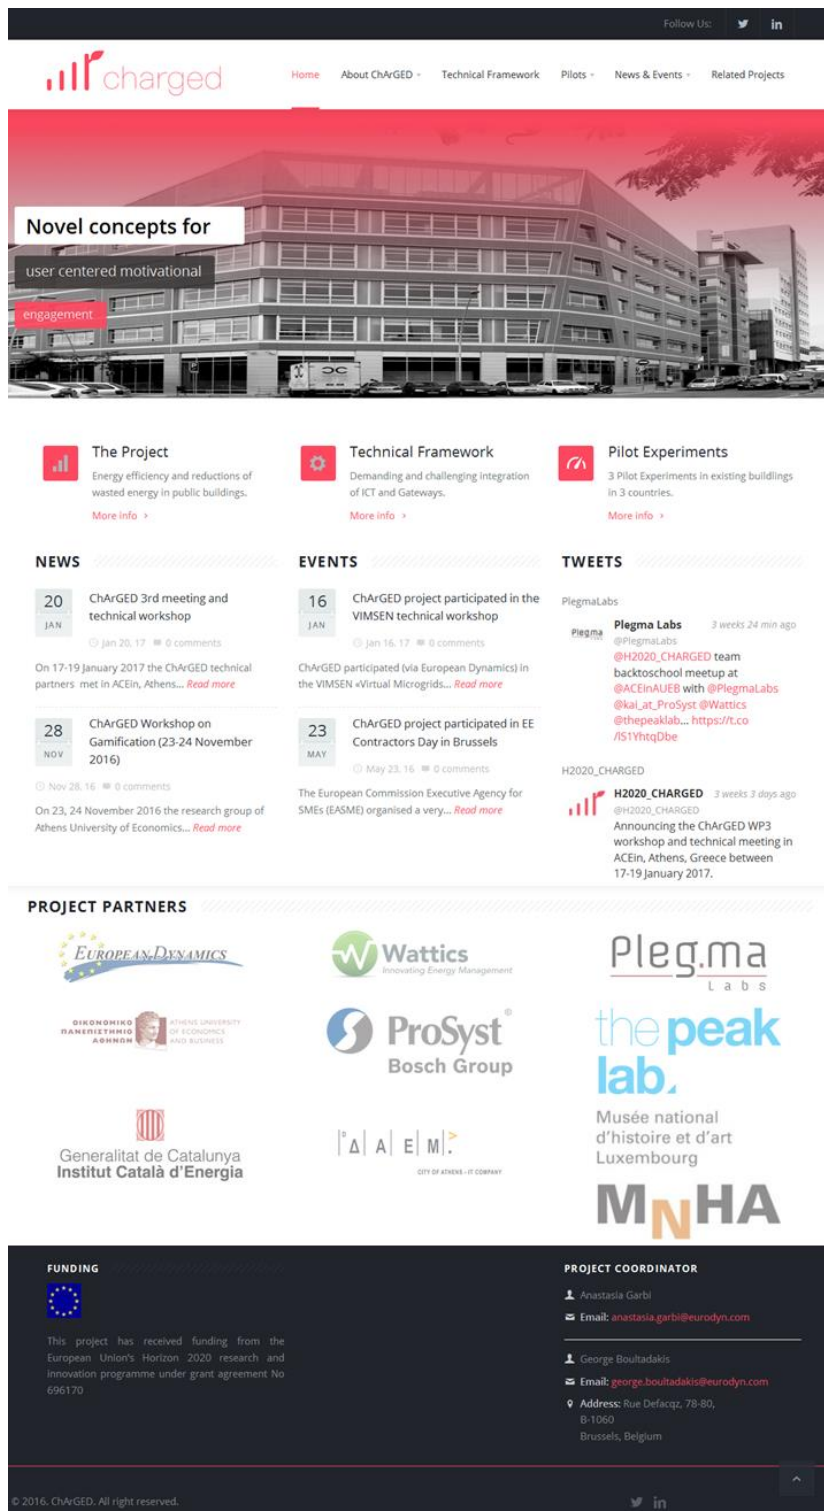 Follow Us:
charged
Home
About ChArGED
Technical Framework
Pilots
News & Events
Related Projects
Novel concepts for
user centered motivational
engagement
The Project
Energy efficiency and reductions of
wasted energy in public buildings.
More info >
Technical Framework
Demanding and challenging integration
of ICT and Gateways.
More info >
Pilot Experiments
3 Pilot Experiments in existing buildlings
in 3 countries.
More info >
NEWS
20
JAN
ChArGED 3rd meeting and
technical workshop
Jan 20, 17 0 comments
On 17-19 January 2017 the ChArGED technical
partners met in ACEin, Athens... Read more
28
NOV
ChArGED Workshop on
Gamification (23-24 November
2016)
Nov 28, 16 0 comments
On 23, 24 November 2016 the research group of
Athens University of Economics... Read more
EVENTS
16
JAN
ChArGED project participated in the
VIMSEN technical workshop
Jan 16, 17 0 comments
ChArGED participated (via European Dynamics) in
the VIMSEN «Virtual Microgrids... Read more
23
MAY
ChArGED project participated in EE
Contractors Day in Brussels
May 23, 16 0 comments
The European Commission Executive Agency for
SMEs (EASME) organised a very... Read more
TWEETS
PlegmaLabs
Plegma
Plegma Labs 3 weeks 24 min ago
@PlegmaLabs
@H2020_CHARGED team
backtoschool meetup at
@ACEinAUEB with @PlegmaLabs
@kai_at_ProSyst @Wattics
@thepeaklab... https://t.co
/lS1YhtqDbe
H2020_CHARGED
H2020_CHARGED 3 weeks 3 days ago
@H2020_CHARGED
Announcing the ChArGED WP3
workshop and technical meeting in
ACEin, Athens, Greece between
17-19 January 2017.
PROJECT PARTNERS
EUROPEAN DYNAMICS
Wattics
Innovating Energy Management
Plegma
Labs
ΟΙΚΟΝΟΜΙΚΟ
ΠΑΝΕΠΙΣΤΗΜΙΟ
ΑΘΗΝΩΝ
ATHENS UNIVERSITY
OF ECONOMICS
AND BUSINESS
ProSyst®
Bosch Group
the peak
lab.
Generalitat de Catalunya
Institut Català d'Energia
Δ A E M
CITY OF ATHENS - IT COMPANY
Musée national
d'histoire et d'art
Luxembourg
MNHA
FUNDING
This project has received funding from the
European Union's Horizon 2020 research and
innovation programme under grant agreement No
696170
PROJECT COORDINATOR
Anastasia Garbi
Email: anastasia.garbi@eurodyn.com
George Boultadakis
Email: george.boultadakis@eurodyn.com
Address: Rue Defacqz, 78-80,
B-1060
Brussels, Belgium
© 2016. ChArGED. All right reserved.